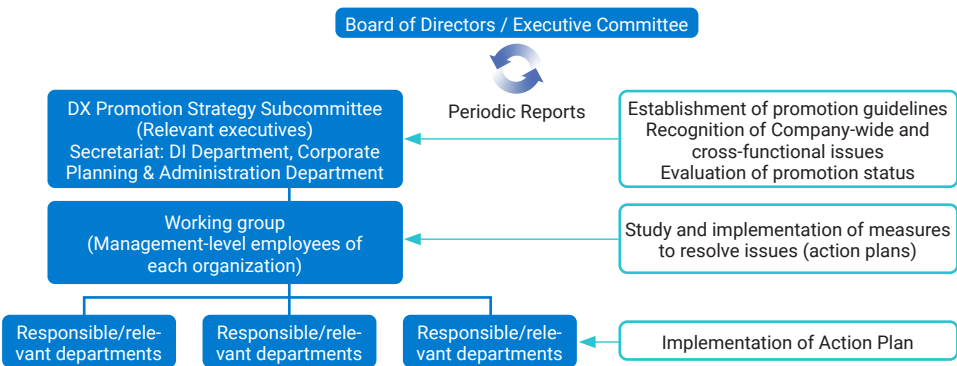 Board of Directors / Executive Committee
Periodic Reports
DX Promotion Strategy Subcommittee
(Relevant executives)
Secretariat: DI Department, Corporate
Planning & Administration Department
Establishment of promotion guidelines
Recognition of Company-wide and
cross-functional issues
Evaluation of promotion status
Working group
(Management-level employees of
each organization)
Study and implementation of measures
to resolve issues (action plans)
Responsible/rele-
vant departments
Responsible/rele-
vant departments
Responsible/rele-
vant departments
Implementation of Action Plan